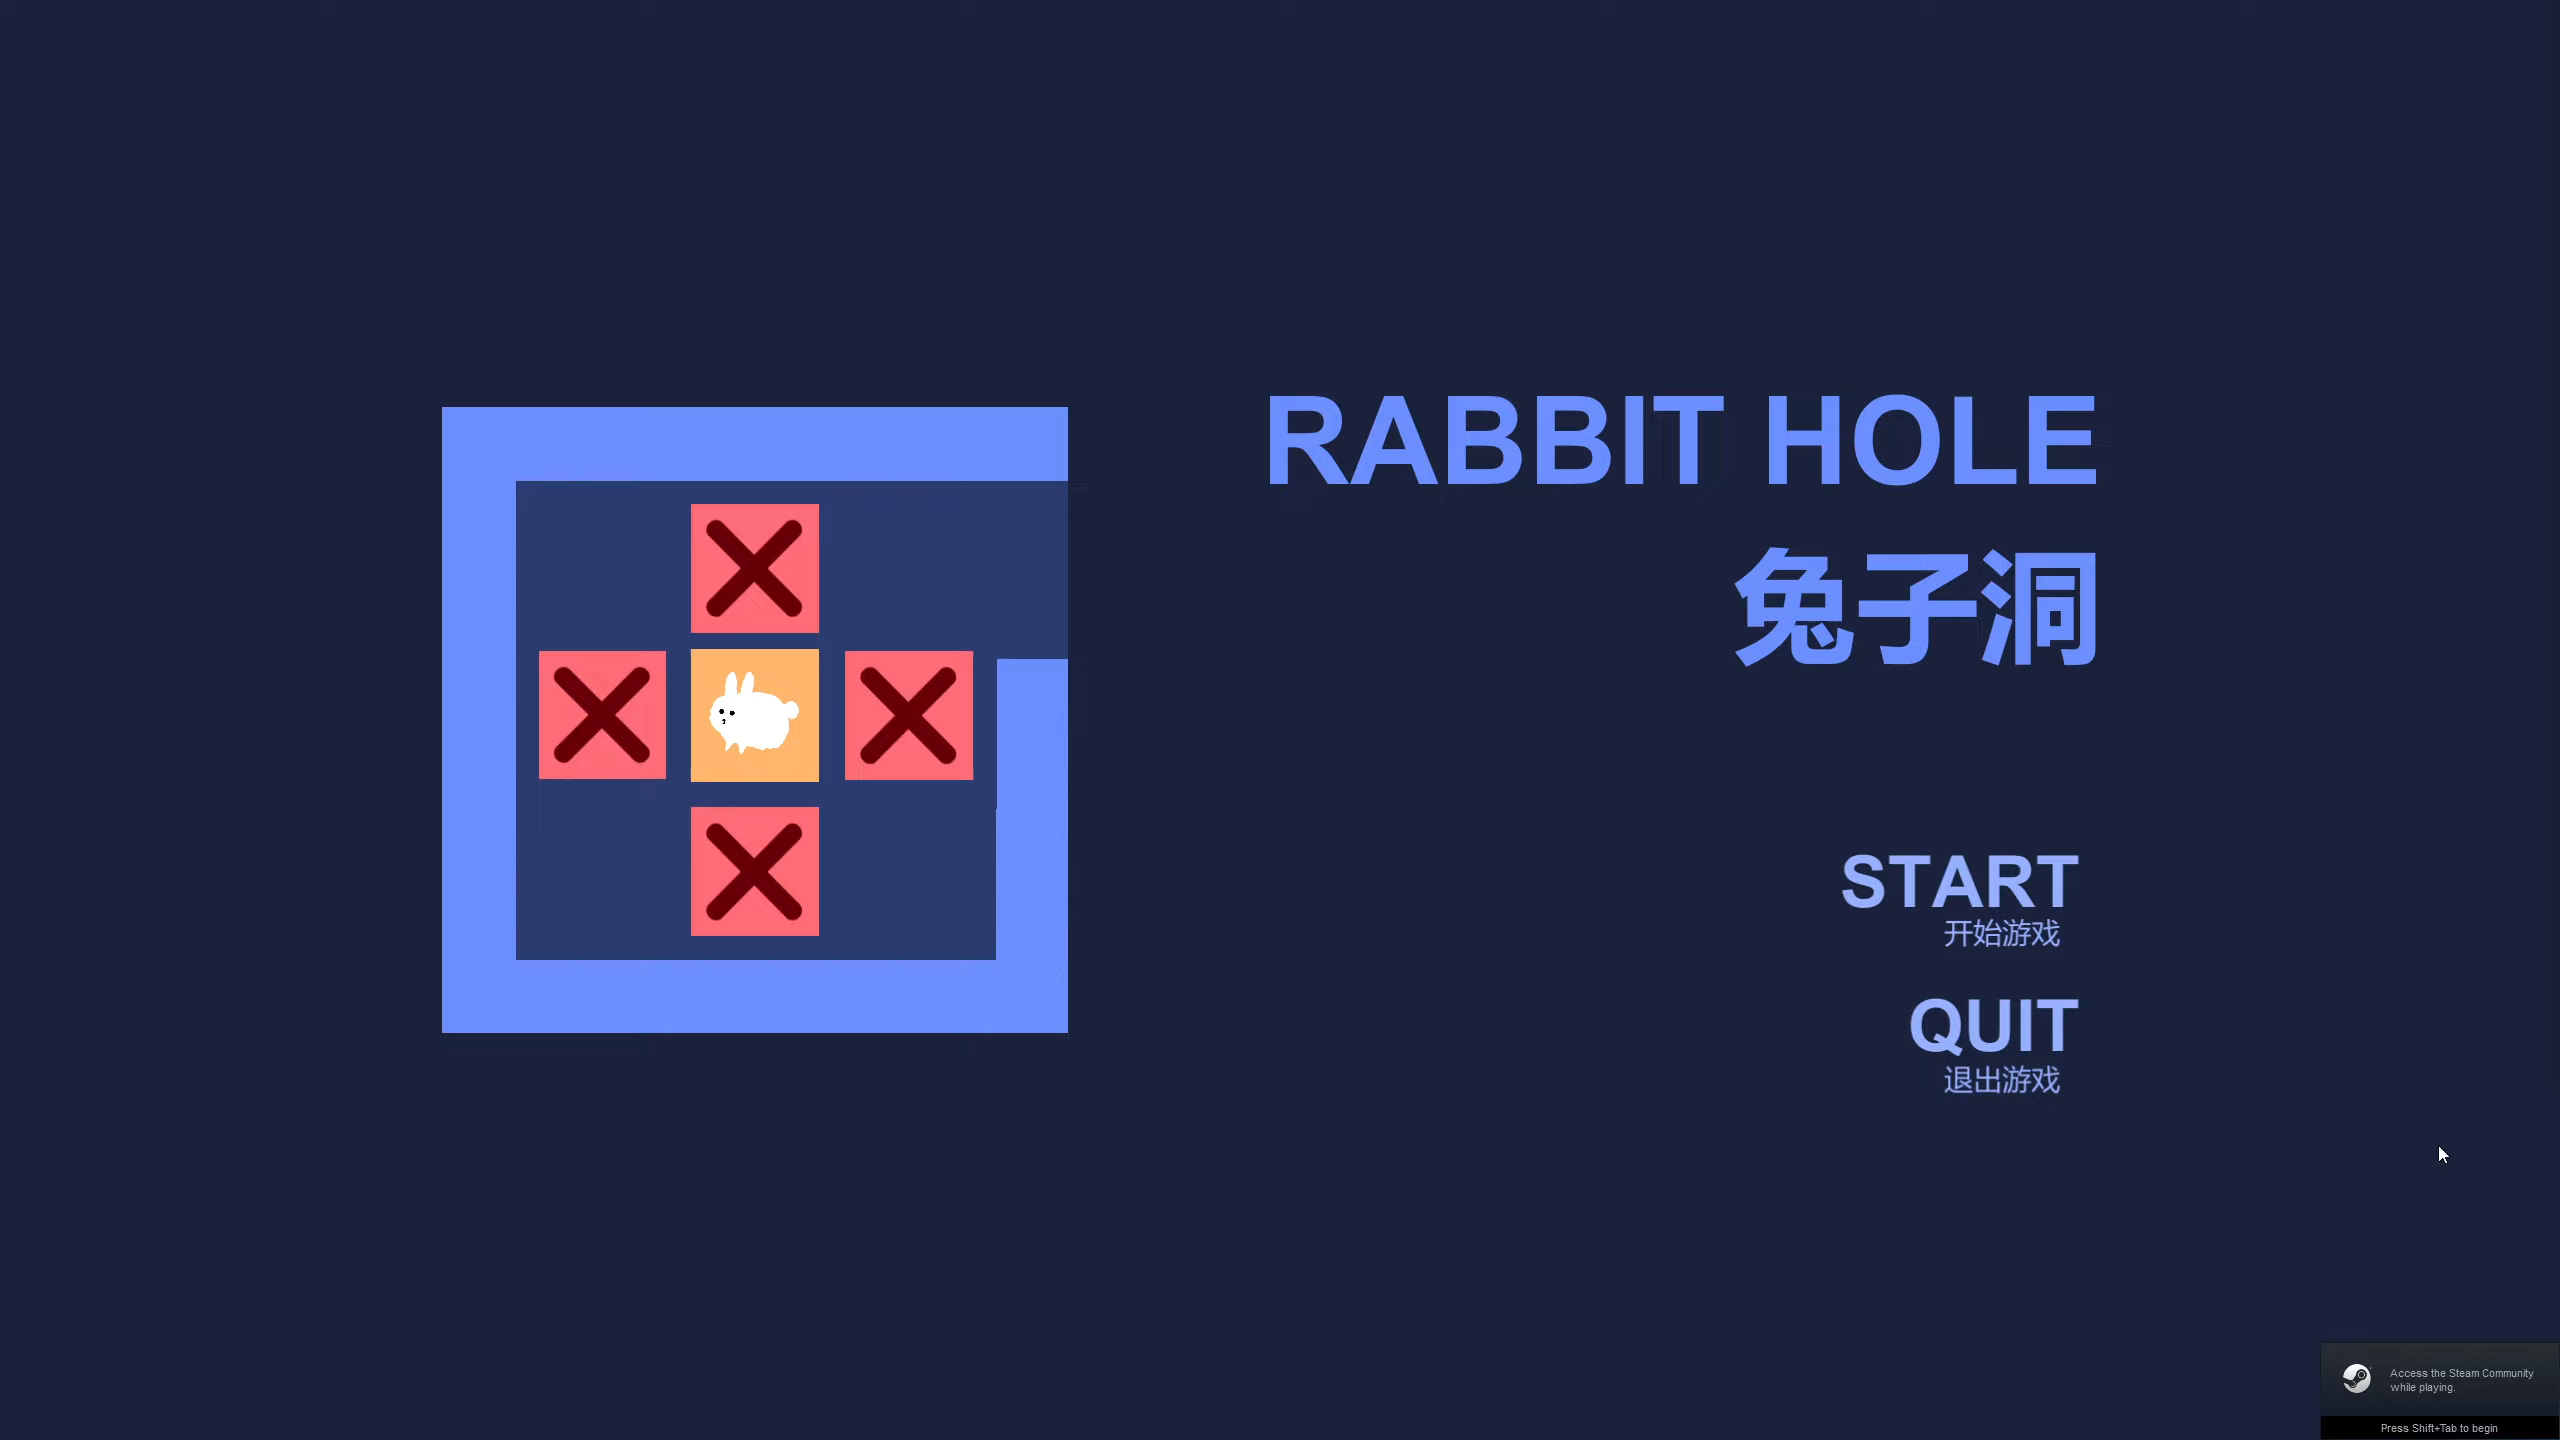 RABBIT HOLE
兔子洞
START
开始游戏
QUIT
退出游戏
Access the Steam Community
while playing.
Press Shift+Tab to begin